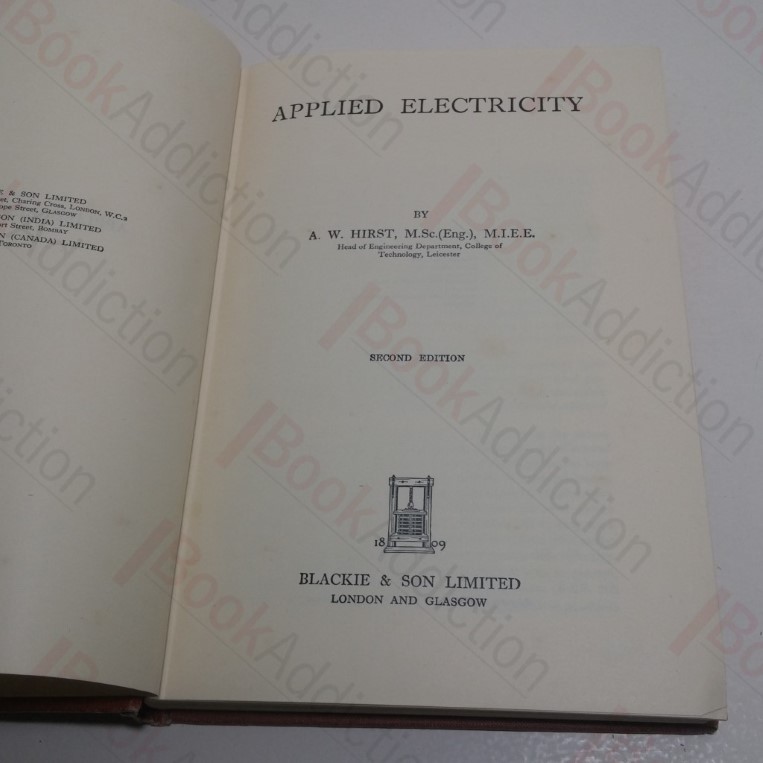 & SON LIMITED
Charing Cross, LONDON, W.C.2
Street, GLASGOW
(INDIA) LIMITED
Street, BOMBAY
(CANADA) LIMITED
TORONTO
APPLIED ELECTRICITY
BY
A. W. HIRST, M.Sc.(Eng.), M.I.E.E.
Head of Engineering Department, College of
Technology, Leicester
SECOND EDITION
18 09
BLACKIE & SON LIMITED
LONDON AND GLASGOW
BookAddiction